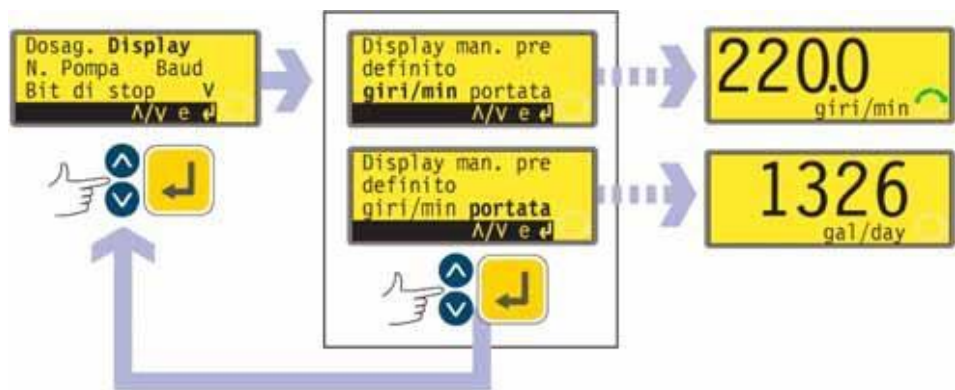 Dosag. Display
N. Pompa Baud
Bit di stop v
∧/v e ↲
Display man. pre
definito
giri/min portata
∧/v e ↲
220.0
giri/min
Display man. pre
definito
giri/min portata
∧/v e ↲
1326
gal/day